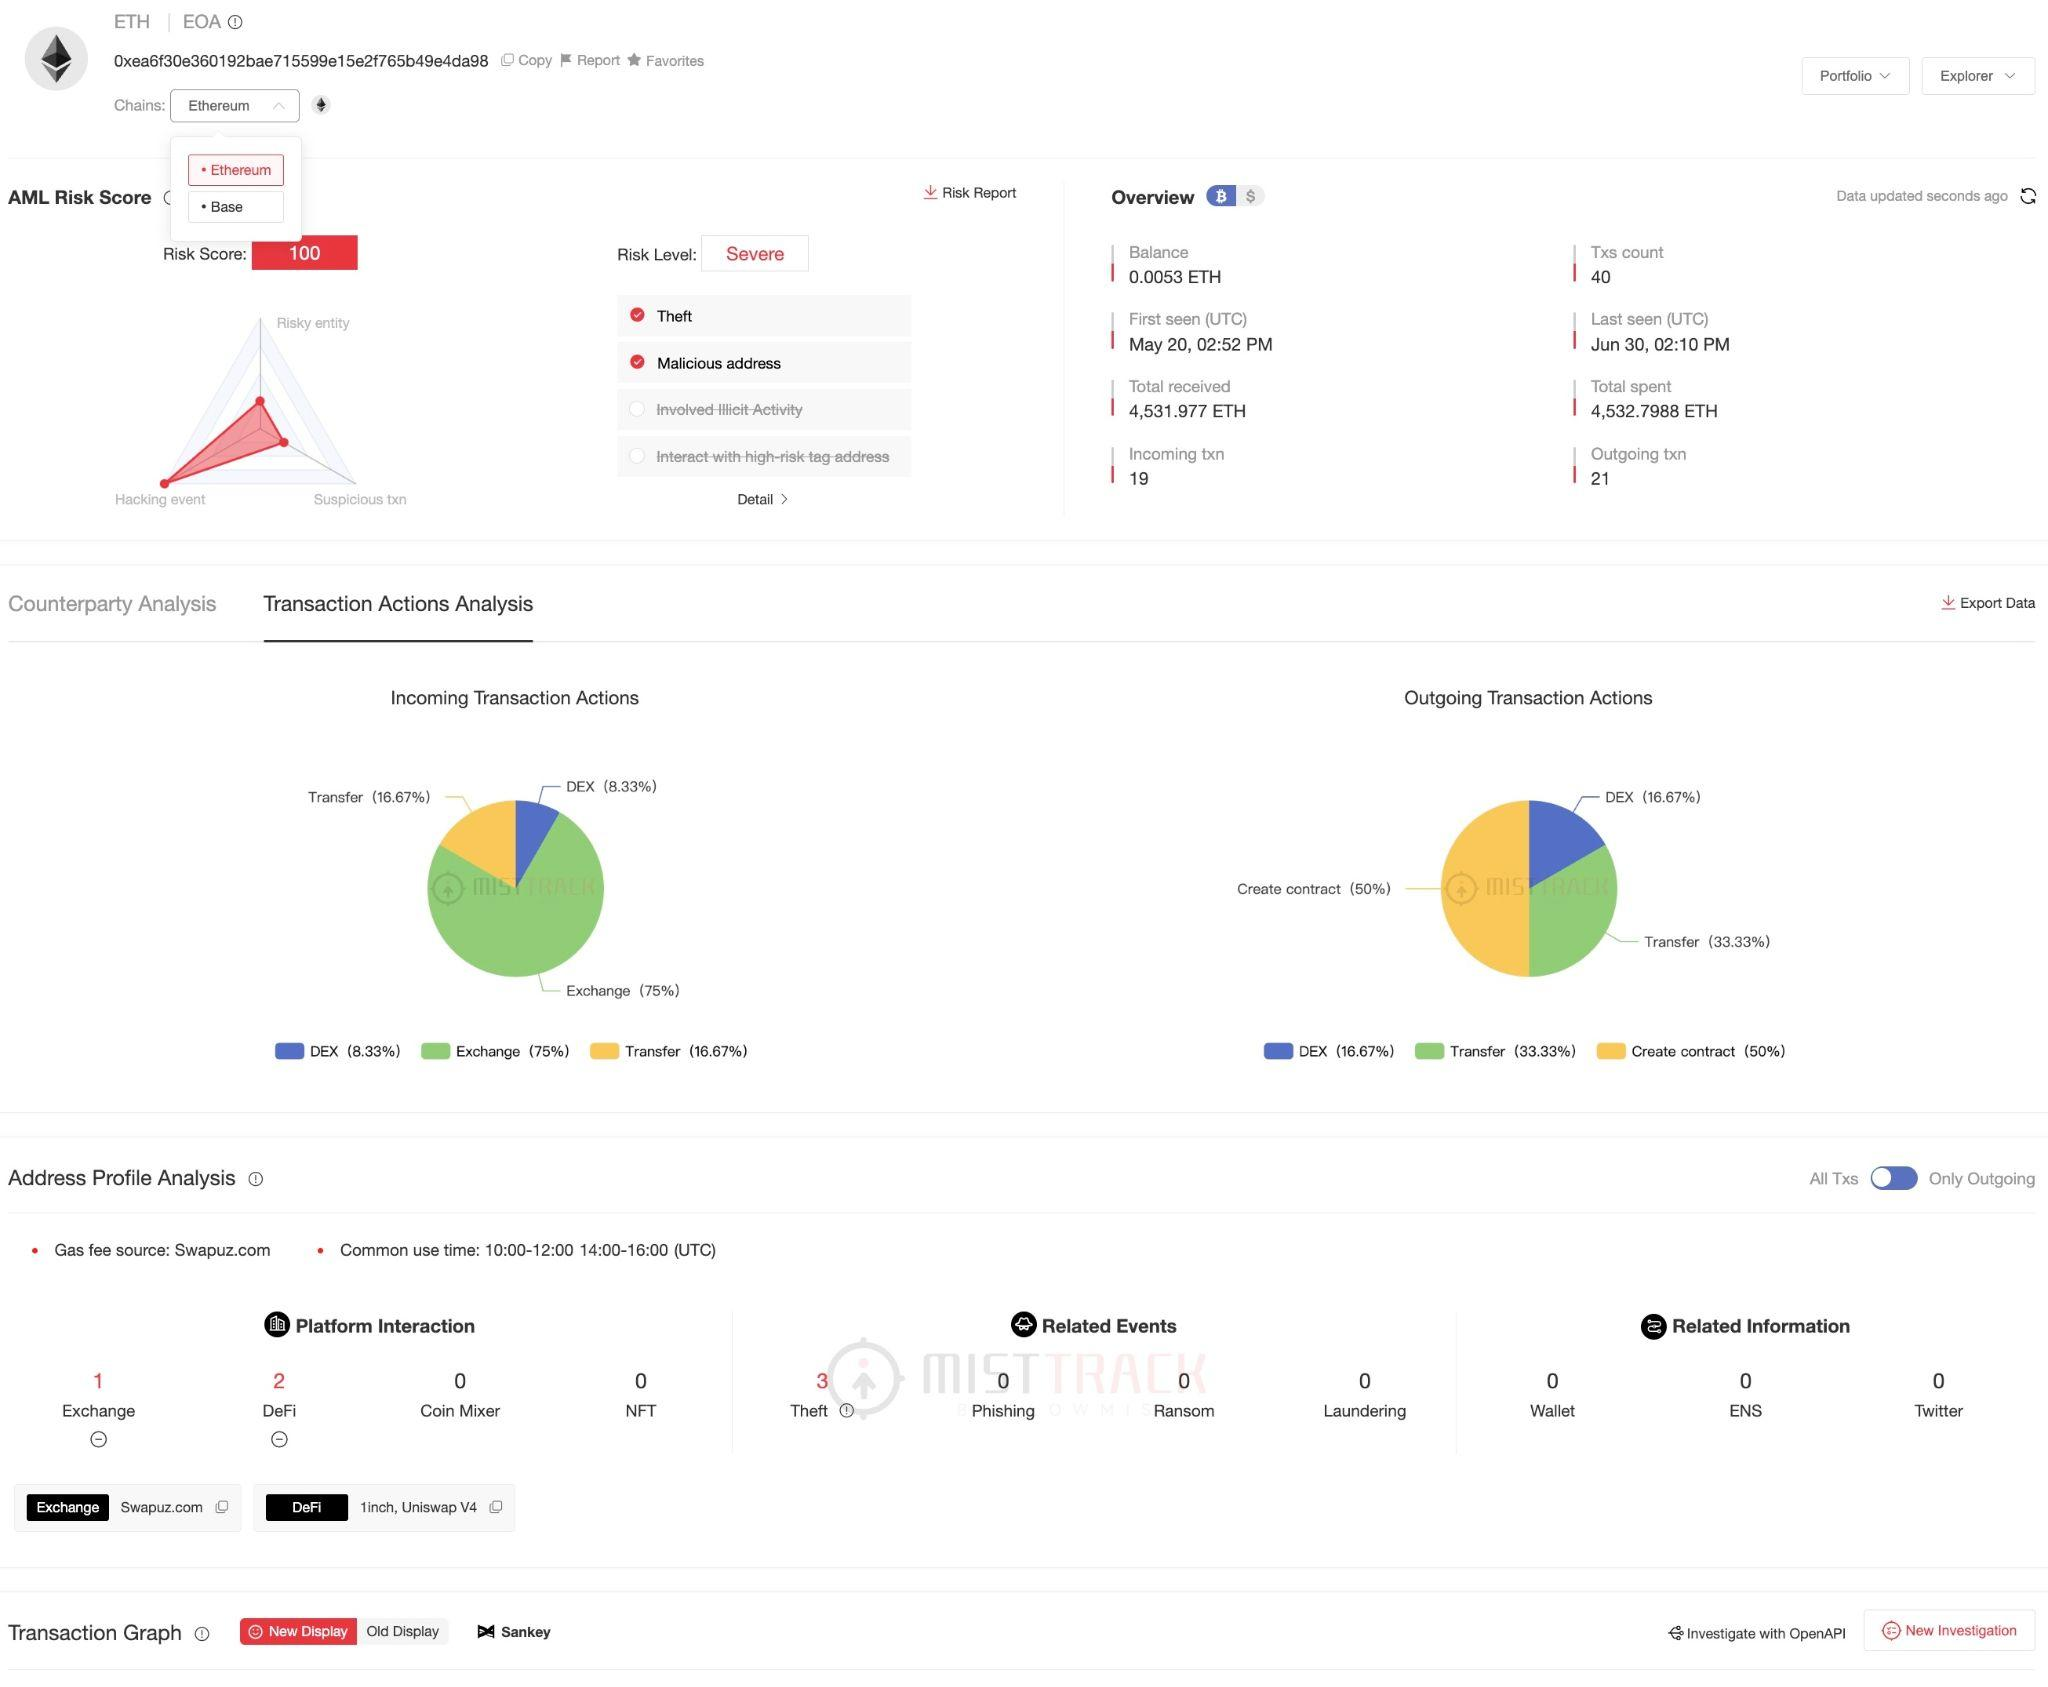 ETH | EOA
0xea6f30e360192bae715599e15e2f765b49e4da98 Copy Report Favorites
Portfolio Explorer
Chains: Ethereum
• Ethereum
• Base
AML Risk Score
Risk Report
Risk Score: 100
Risk Level: Severe
Risky entity
Hacking event
Suspicious txn
Theft
Malicious address
Involved Illicit Activity
Interact with high-risk tag address
Detail >
Overview ₿ $
Data updated seconds ago
Balance
0.0053 ETH
Txs count
40
First seen (UTC)
May 20, 02:52 PM
Last seen (UTC)
Jun 30, 02:10 PM
Total received
4,531.977 ETH
Total spent
4,532.7988 ETH
Incoming txn
19
Outgoing txn
21
Counterparty Analysis Transaction Actions Analysis
Export Data
Incoming Transaction Actions
DEX (8.33%)
Transfer (16.67%)
MISTTRACK
Exchange (75%)
DEX (8.33%) Exchange (75%) Transfer (16.67%)
Outgoing Transaction Actions
DEX (16.67%)
Create contract (50%)
MISTTRACK
Transfer (33.33%)
DEX (16.67%) Transfer (33.33%) Create contract (50%)
Address Profile Analysis
All Txs Only Outgoing
• Gas fee source: Swapuz.com • Common use time: 10:00-12:00 14:00-16:00 (UTC)
Platform Interaction
1 2 0 0
Exchange DeFi Coin Mixer NFT
Related Events
MISTTRACK
3 0 0 0
Theft Phishing Ransom Laundering
Related Information
0 0 0
Wallet ENS Twitter
Exchange Swapuz.com
DeFi 1inch, Uniswap V4
Transaction Graph New Display Old Display Sankey
Investigate with OpenAPI New Investigation